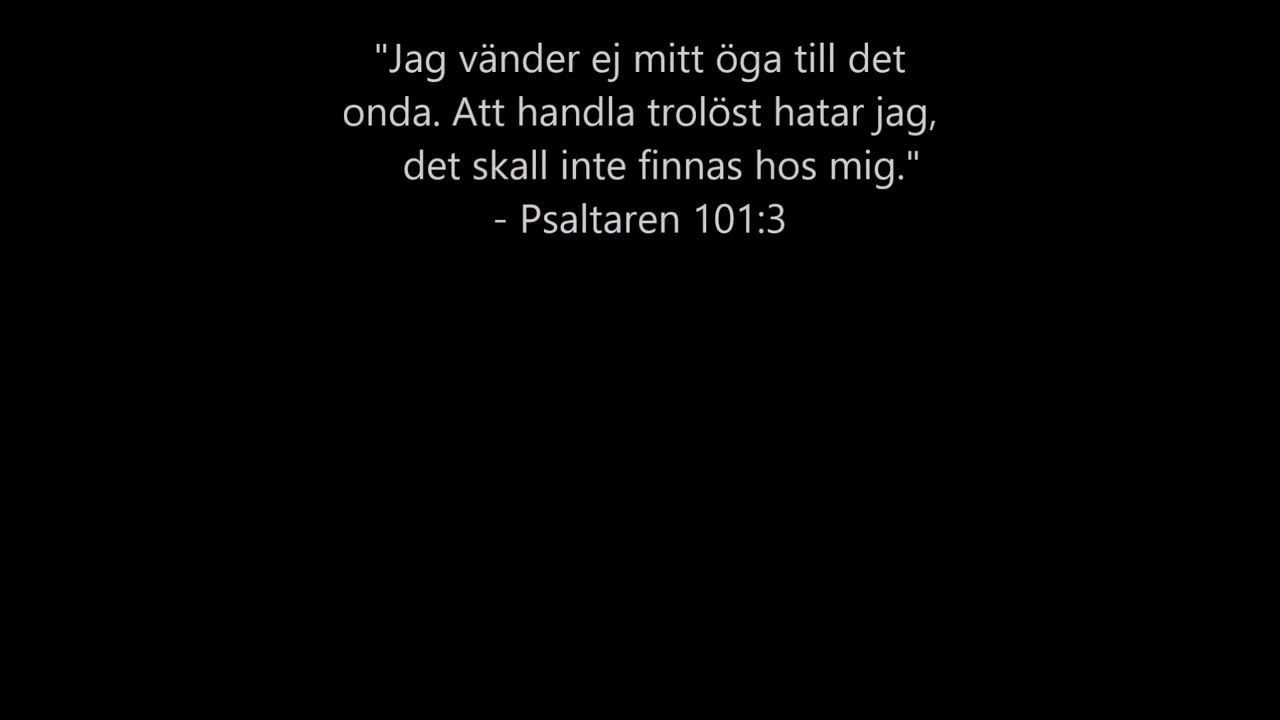 "Jag vänder ej mitt öga till det
onda. Att handla trolöst hatar jag,
det skall inte finnas hos mig."
- Psaltaren 101:3